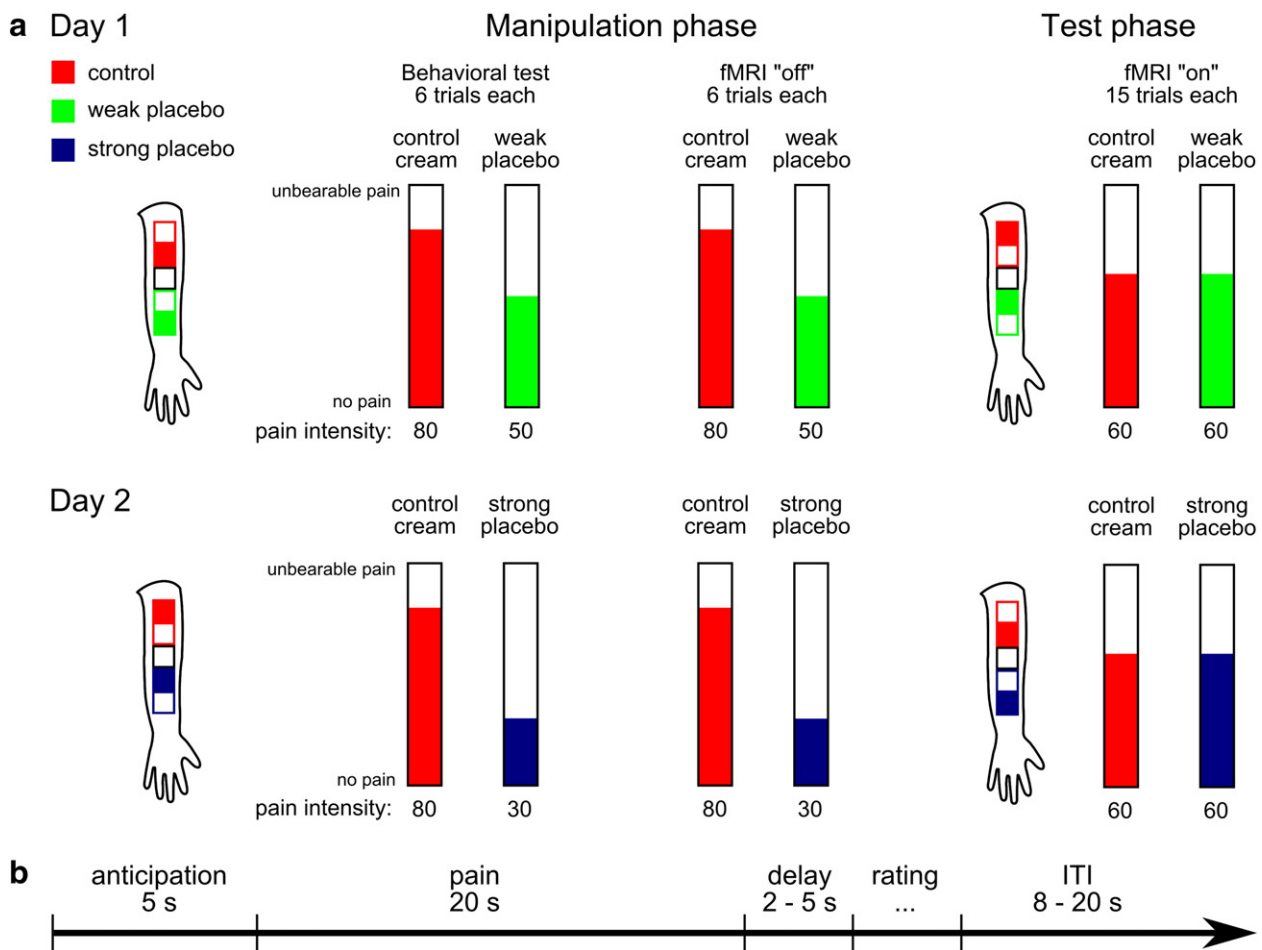 a Day 1
Manipulation phase
Test phase
control
weak placebo
strong placebo
Behavioral test
6 trials each
fMRI "off"
6 trials each
fMRI "on"
15 trials each
control
cream
weak
placebo
control
cream
weak
placebo
control
cream
weak
placebo
unbearable pain
no pain
pain intensity: 80 50 80 50 60 60
Day 2
control
cream
strong
placebo
control
cream
strong
placebo
control
cream
strong
placebo
unbearable pain
no pain
pain intensity: 80 30 80 30 60 60
b
anticipation
5 s
pain
20 s
delay
2 - 5 s
rating
...
ITI
8 - 20 s